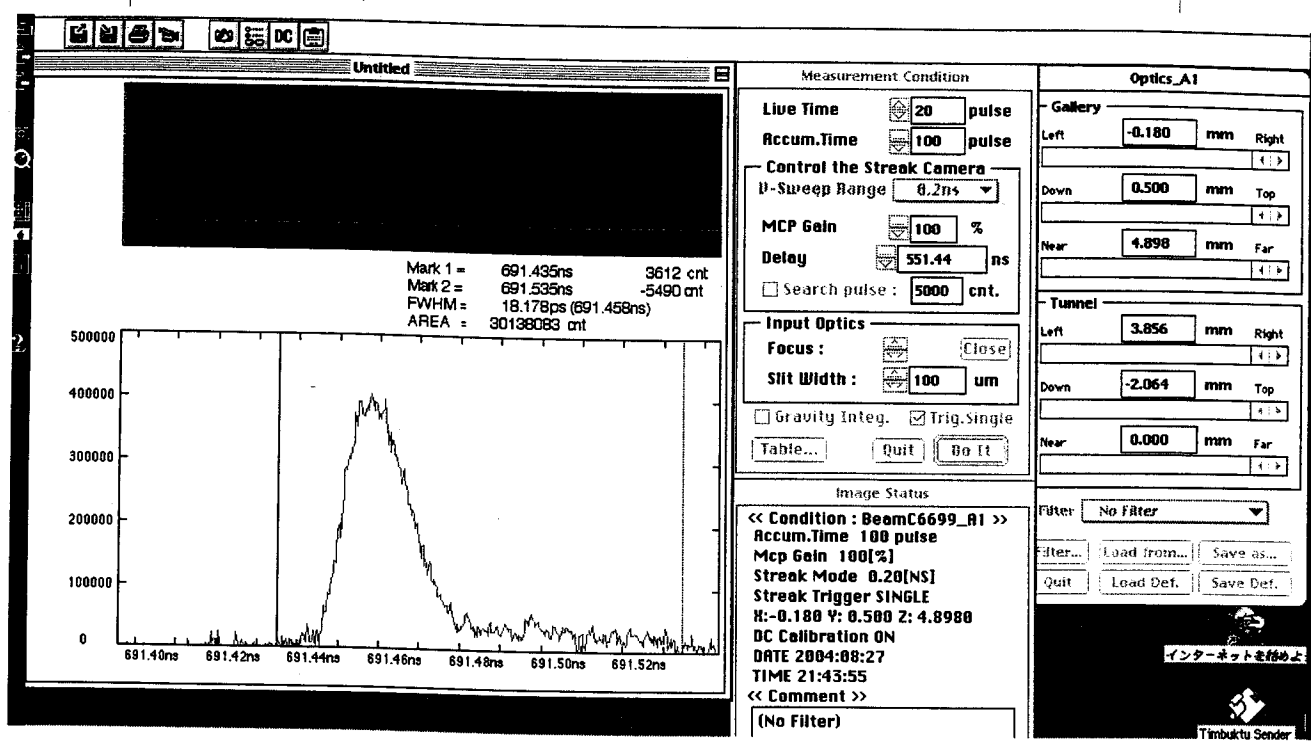 DC
Untitled
Mark 1 = 691.435ns 3612 cnt
Mark 2 = 691.535ns -5490 cnt
FWHM = 18.178ps (691.458ns)
AREA = 30138083 cnt
500000
400000
300000
200000
100000
0
691.40ns 691.42ns 691.44ns 691.46ns 691.48ns 691.50ns 691.52ns
Measurement Condition
Live Time 20 pulse
Accum.Time 100 pulse
Control the Streak Camera
V-Sweep Range 0.2ns
MCP Gain 100 %
Delay 551.44 ns
Search pulse : 5000 cnt.
Input Optics
Focus : Close
Slit Width : 100 um
Gravity Integ. Trig.Single
Table... Quit Do It
Image Status
<< Condition : BeamC6699_A1 >>
Accum.Time 100 pulse
Mcp Gain 100[%]
Streak Mode 0.20[NS]
Streak Trigger SINGLE
X:-0.180 Y: 0.500 Z: 4.8980
DC Calibration ON
DATE 2004:08:27
TIME 21:43:55
<< Comment >>
(No Filter)
Optics_A1
Gallery
Left -0.180 mm Right
Down 0.500 mm Top
Near 4.898 mm Far
Tunnel
Left 3.856 mm Right
Down -2.064 mm Top
Near 0.000 mm Far
Filter No Filter
Filter... Load from... Save as...
Quit Load Def. Save Def.
インターネットを始めよ
Timbuktu Sender